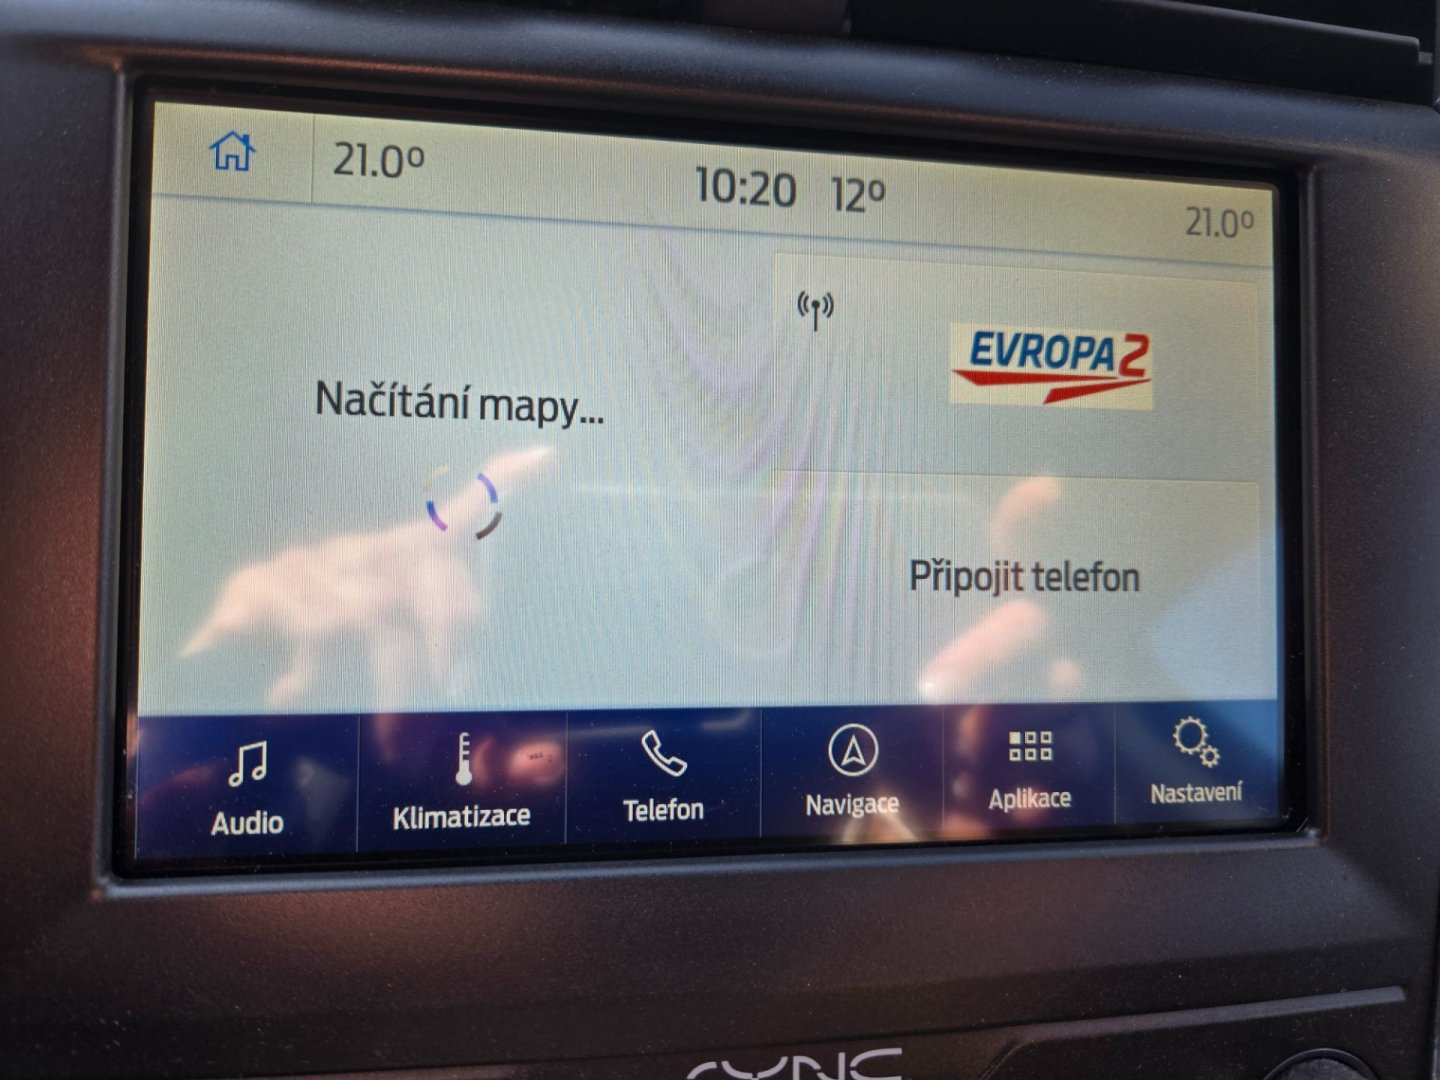 21.0°
10:20 12°
21.0°
Načítání mapy...
EVROPA 2
Připojit telefon
Audio
Klimatizace
Telefon
Navigace
Aplikace
Nastavení
SYNC